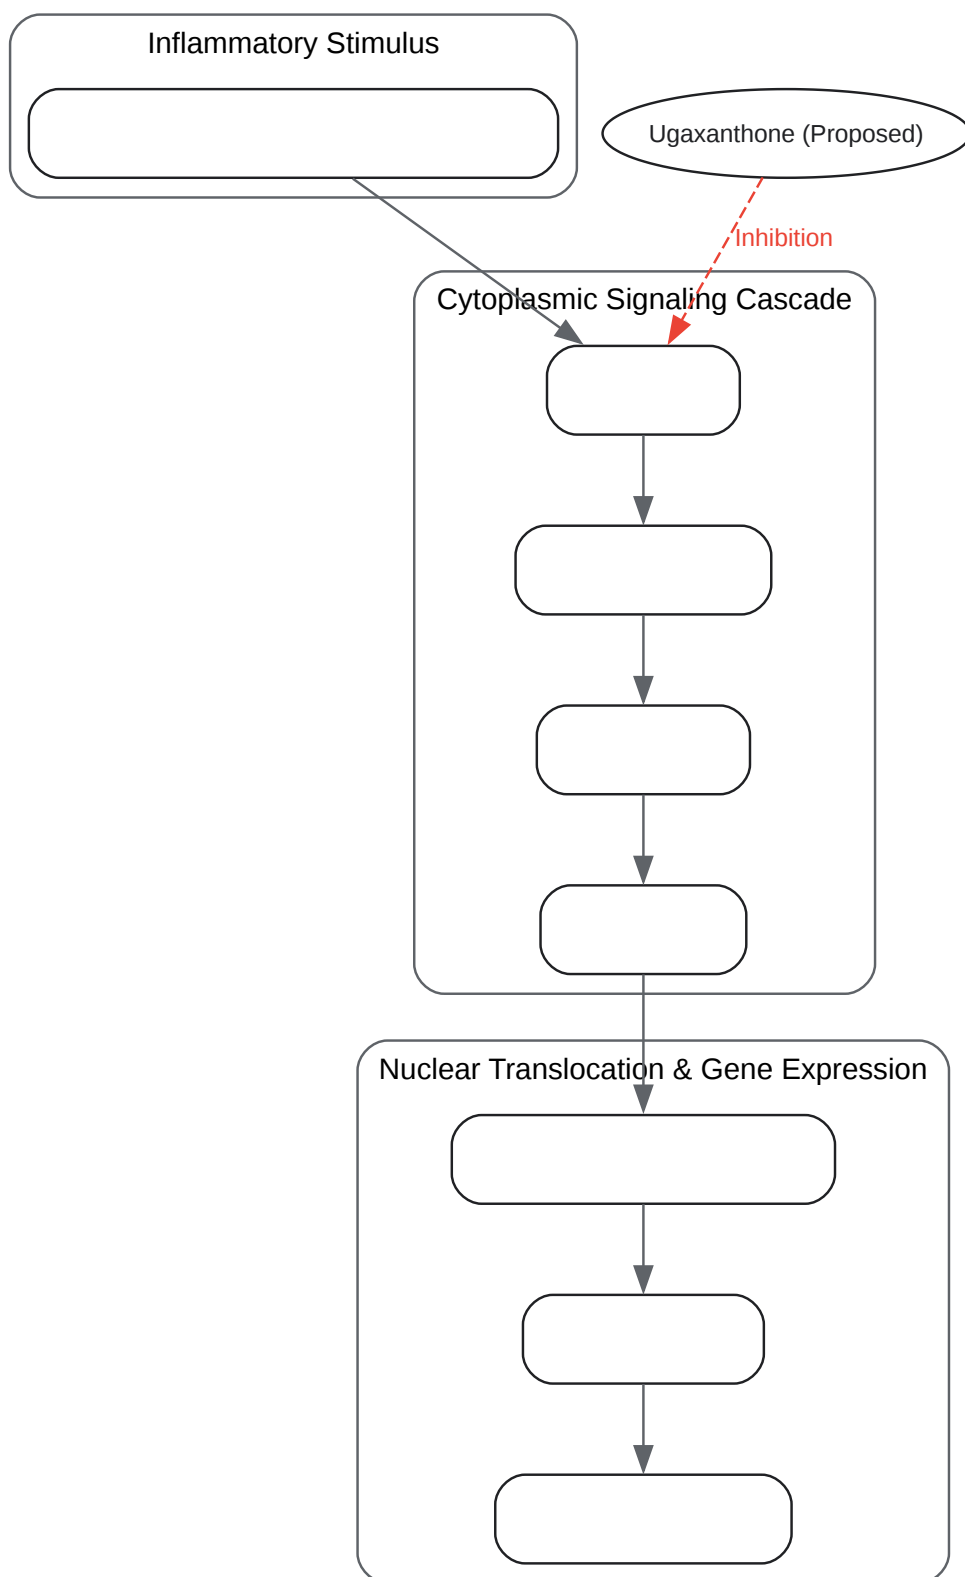 Inflammatory Stimulus
Ugaxanthone (Proposed)
Inhibition
Cytoplasmic Signaling Cascade
Nuclear Translocation & Gene Expression